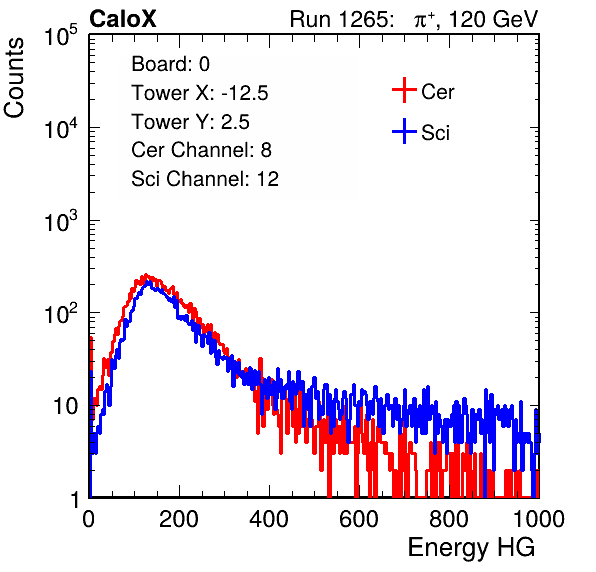 CaloX Run 1265: π⁺, 120 GeV
Counts
10⁵
10⁴
10³
10²
10
1
Board: 0
Tower X: -12.5
Tower Y: 2.5
Cer Channel: 8
Sci Channel: 12
Cer
Sci
0 200 400 600 800 1000
Energy HG